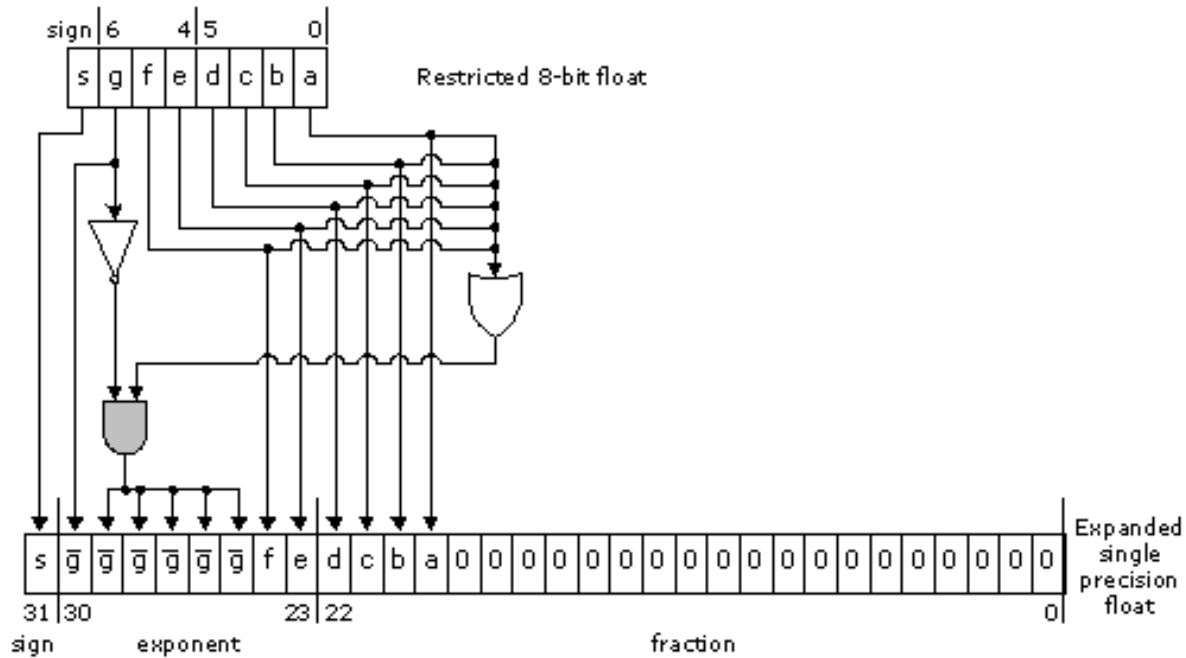 sign 6 4 5 0
s g f e d c b a
Restricted 8-bit float
s g̅ g̅ g̅ g̅ g̅ g̅ f e d c b a 0 0 0 0 0 0 0 0 0 0 0 0 0 0 0 0 0 0 0
Expanded
single
precision
float
31 30 23 22 0
sign exponent fraction